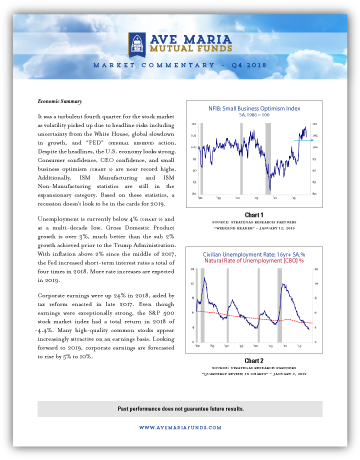 AVE MARIA
MUTUAL FUNDS
MARKET COMMENTARY - Q4 2018
Economic Summary
It was a turbulent fourth quarter for the stock market
as volatility picked up due to headline risks including
uncertainty from the White House, global slowdown
in growth, and "FED" (FEDERAL RESERVE) action.
Despite the headlines, the U.S. economy looks strong.
Consumer confidence, CEO confidence, and small
business optimism (CHART 1) are near record highs.
Additionally, ISM Manufacturing and ISM
Non-Manufacturing statistics are still in the
expansionary category. Based on these statistics, a
recession doesn't look to be in the cards for 2019.
Unemployment is currently below 4% (CHART 2) and
at a multi-decade low. Gross Domestic Product
growth is over 3%, much better than the sub 2%
growth achieved prior to the Trump Administration.
With inflation above 2% since the middle of 2017,
the Fed increased short-term interest rates a total of
four times in 2018. More rate increases are expected
in 2019.
Corporate earnings were up 24% in 2018, aided by
tax reform enacted in late 2017. Even though
earnings were exceptionally strong, the S&P 500
stock market index had a total return in 2018 of
-4.4%. Many high-quality common stocks appear
increasingly attractive on an earnings basis. Looking
forward to 2019, corporate earnings are forecasted
to rise by 5% to 10%.
NFIB: Small Business Optimism Index
SA, 1986 = 100
Chart 1
SOURCE: STRATEGAS RESEARCH PARTNERS
Civilian Unemployment Rate: 16yr+ SA,%
Natural Rate of Unemployment [CBO] %
Chart 2
SOURCE: STRATEGAS RESEARCH PARTNERS
"QUARTERLY REVIEW IN CHARTS" – JANUARY 2, 2019
Past performance does not guarantee future results.
WWW.AVEMARIAFUNDS.COM